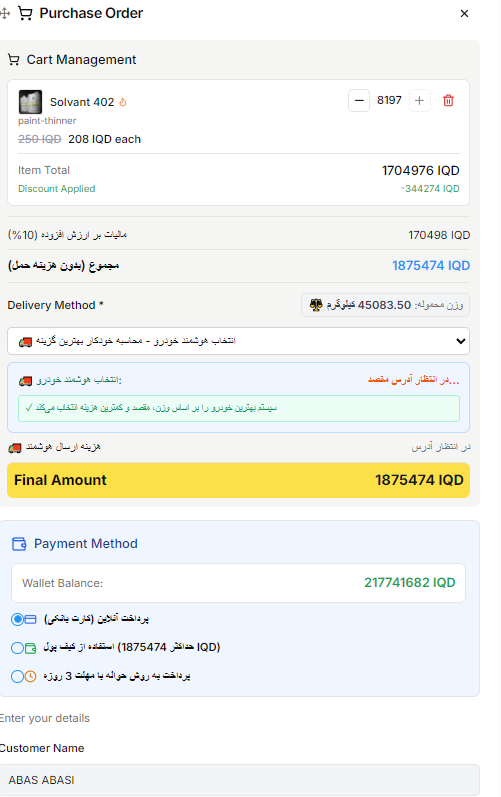 Purchase Order
Cart Management
Solvant 402
8197
paint-thinner
250 IQD 208 IQD each
Item Total 1704976 IQD
Discount Applied -344274 IQD
مالیات بر ارزش افزوده (10%) 170498 IQD
مجموع (بدون هزینه حمل) 1875474 IQD
Delivery Method *
وزن محموله: 45083.50 کیلوگرم
انتخاب هوشمند خودرو - محاسبه خودکار بهترین گزینه
انتخاب هوشمند خودرو:
در انتظار آدرس مقصد...
✓ سیستم بهترین خودرو را بر اساس وزن، مقصد و کمترین هزینه انتخاب می‌کند
هزینه ارسال هوشمند
در انتظار آدرس
Final Amount 1875474 IQD
Payment Method
Wallet Balance: 217741682 IQD
پرداخت آنلاین (کارت بانکی)
استفاده از کیف پول (حداکثر 1875474 IQD)
پرداخت به روش حواله با مهلت 3 روزه
Enter your details
Customer Name
ABAS ABASI